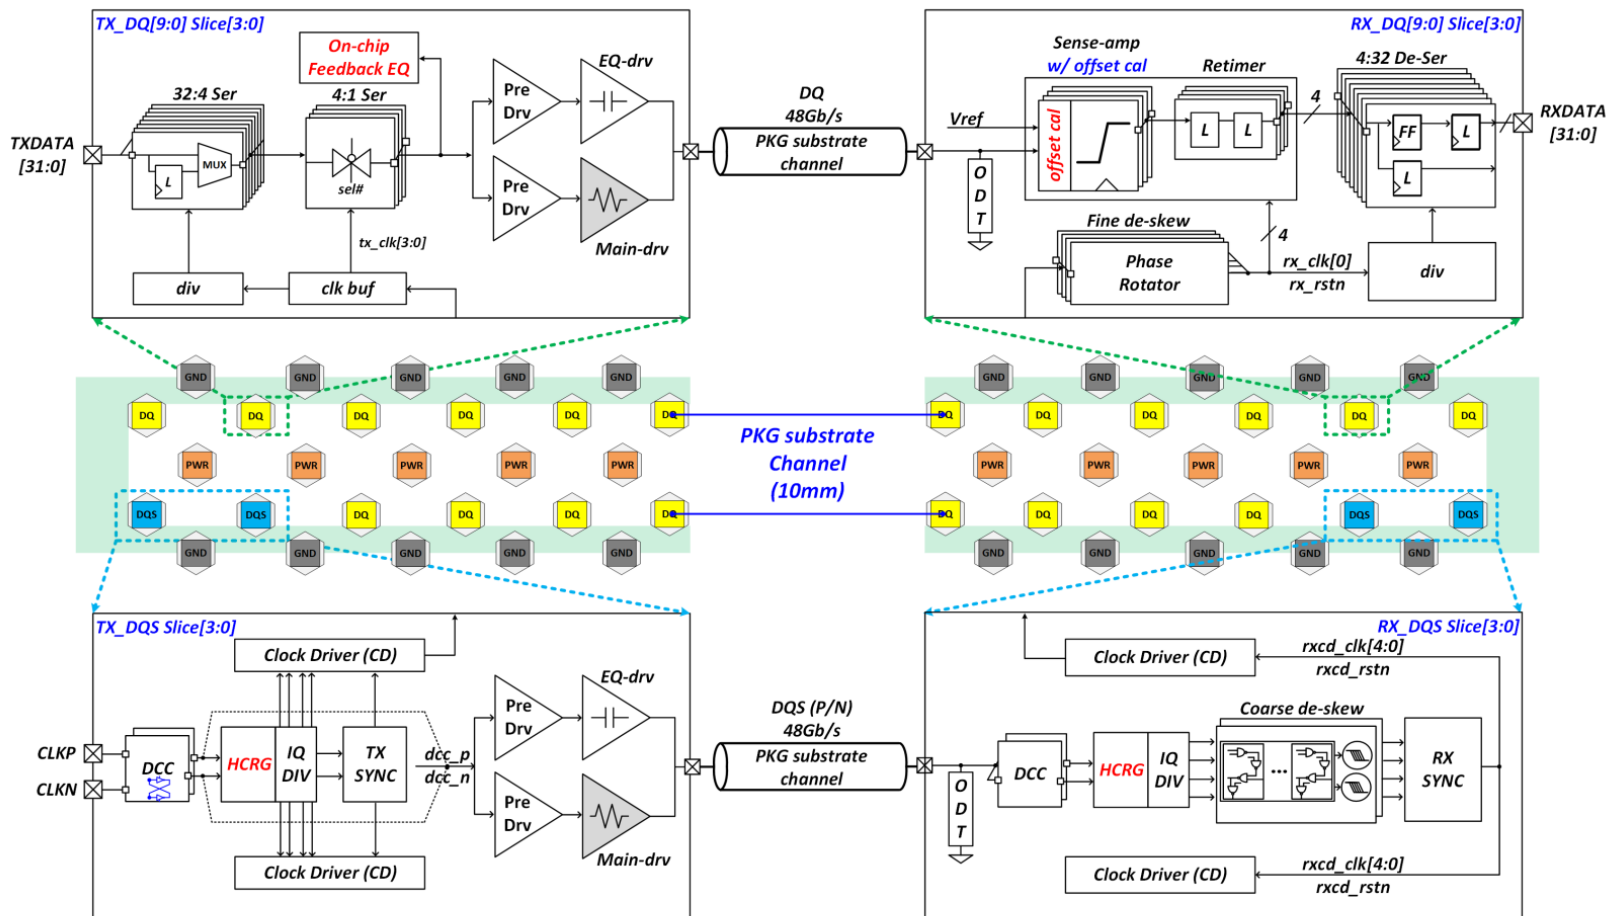 TX_DQ[9:0] Slice[3:0]
On-chip
Feedback EQ
32:4 Ser
4:1 Ser
TXDATA
[31:0]
L
MUX
sel#
tx_clk[3:0]
div
clk buf
Pre
Drv
EQ-drv
Pre
Drv
Main-drv
DQ
48Gb/s
PKG substrate
channel
RX_DQ[9:0] Slice[3:0]
Sense-amp
w/ offset cal
Retimer
4:32 De-Ser
Vref
offset cal
L
L
4
FF
L
L
RXDATA
[31:0]
ODT
Fine de-skew
Phase
Rotator
4
rx_clk[0]
rx_rstn
div
GND GND GND GND GND
DQ DQ DQ DQ DQ DQ
PWR PWR PWR PWR PWR
DQS DQS DQ DQ DQ DQ
GND GND GND GND GND
PKG substrate
Channel
(10mm)
GND GND GND GND GND
DQ DQ DQ DQ DQ DQ
PWR PWR PWR PWR PWR
DQ DQ DQ DQ DQS DQS
GND GND GND GND GND
TX_DQS Slice[3:0]
Clock Driver (CD)
CLKP
CLKN
DCC
HCRG
IQ
DIV
TX
SYNC
dcc_p
dcc_n
Clock Driver (CD)
Pre
Drv
EQ-drv
Pre
Drv
Main-drv
DQS (P/N)
48Gb/s
PKG substrate
channel
RX_DQS Slice[3:0]
Clock Driver (CD)
rxcd_clk[4:0]
rxcd_rstn
Coarse de-skew
ODT
DCC
HCRG
IQ
DIV
...
RX
SYNC
Clock Driver (CD)
rxcd_clk[4:0]
rxcd_rstn